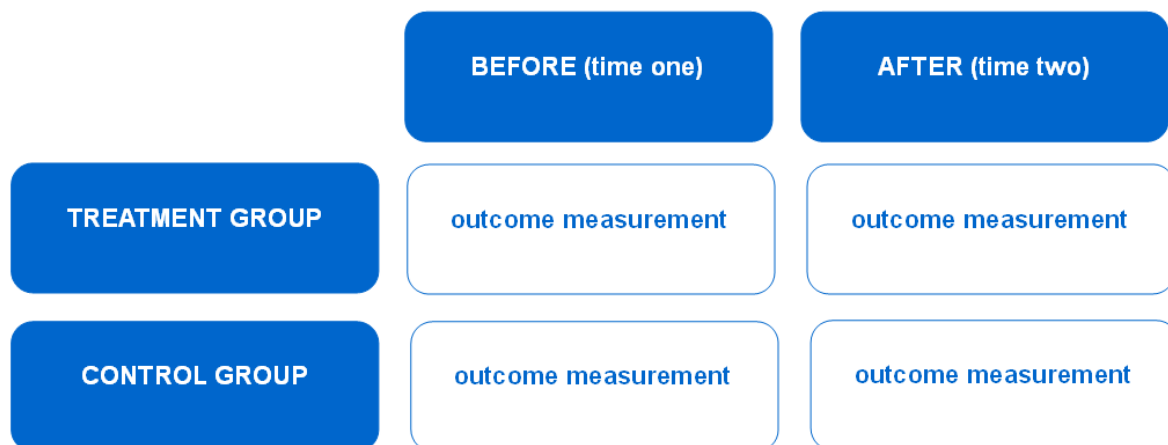 BEFORE (time one)
AFTER (time two)
TREATMENT GROUP
outcome measurement
outcome measurement
CONTROL GROUP
outcome measurement
outcome measurement